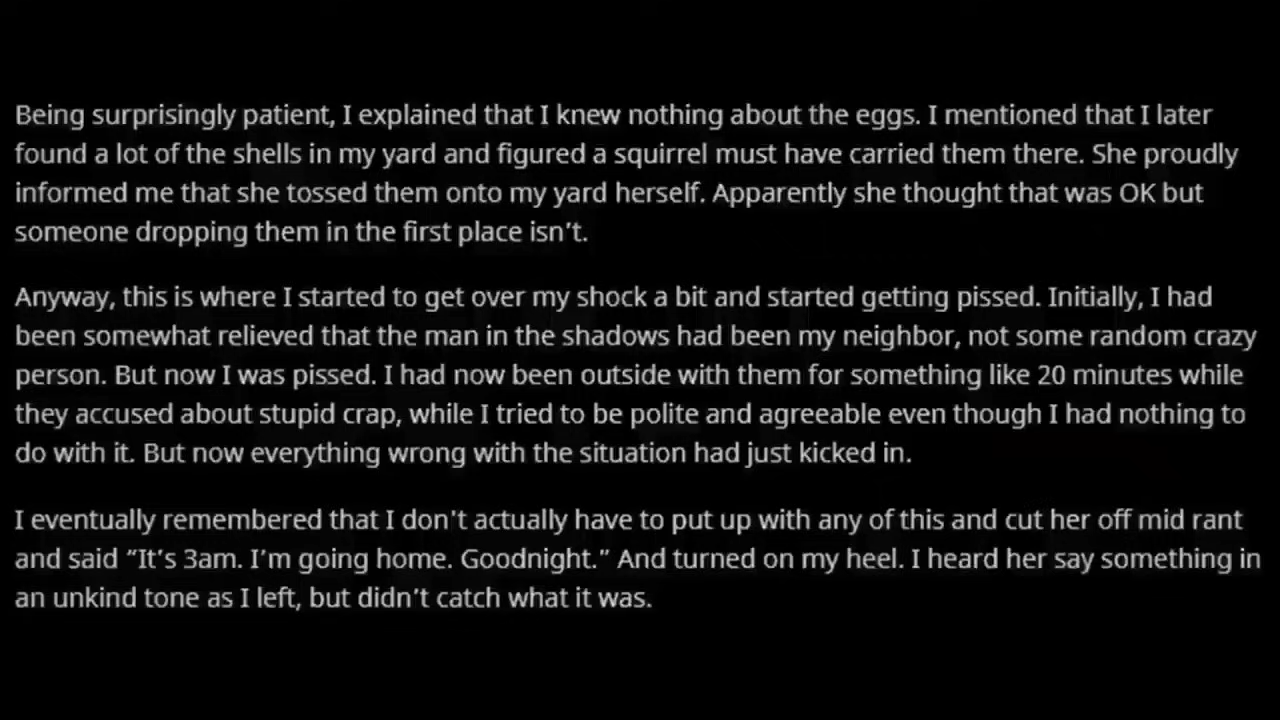 Being surprisingly patient, I explained that I knew nothing about the eggs. I mentioned that I later
found a lot of the shells in my yard and figured a squirrel must have carried them there. She proudly
informed me that she tossed them onto my yard herself. Apparently she thought that was OK but
someone dropping them in the first place isn't.
Anyway, this is where I started to get over my shock a bit and started getting pissed. Initially, I had
been somewhat relieved that the man in the shadows had been my neighbor, not some random crazy
person. But now I was pissed. I had now been outside with them for something like 20 minutes while
they accused about stupid crap, while I tried to be polite and agreeable even though I had nothing to
do with it. But now everything wrong with the situation had just kicked in.
I eventually remembered that I don't actually have to put up with any of this and cut her off mid rant
and said “It’s 3am. I’m going home. Goodnight.” And turned on my heel. I heard her say something in
an unkind tone as I left, but didn’t catch what it was.